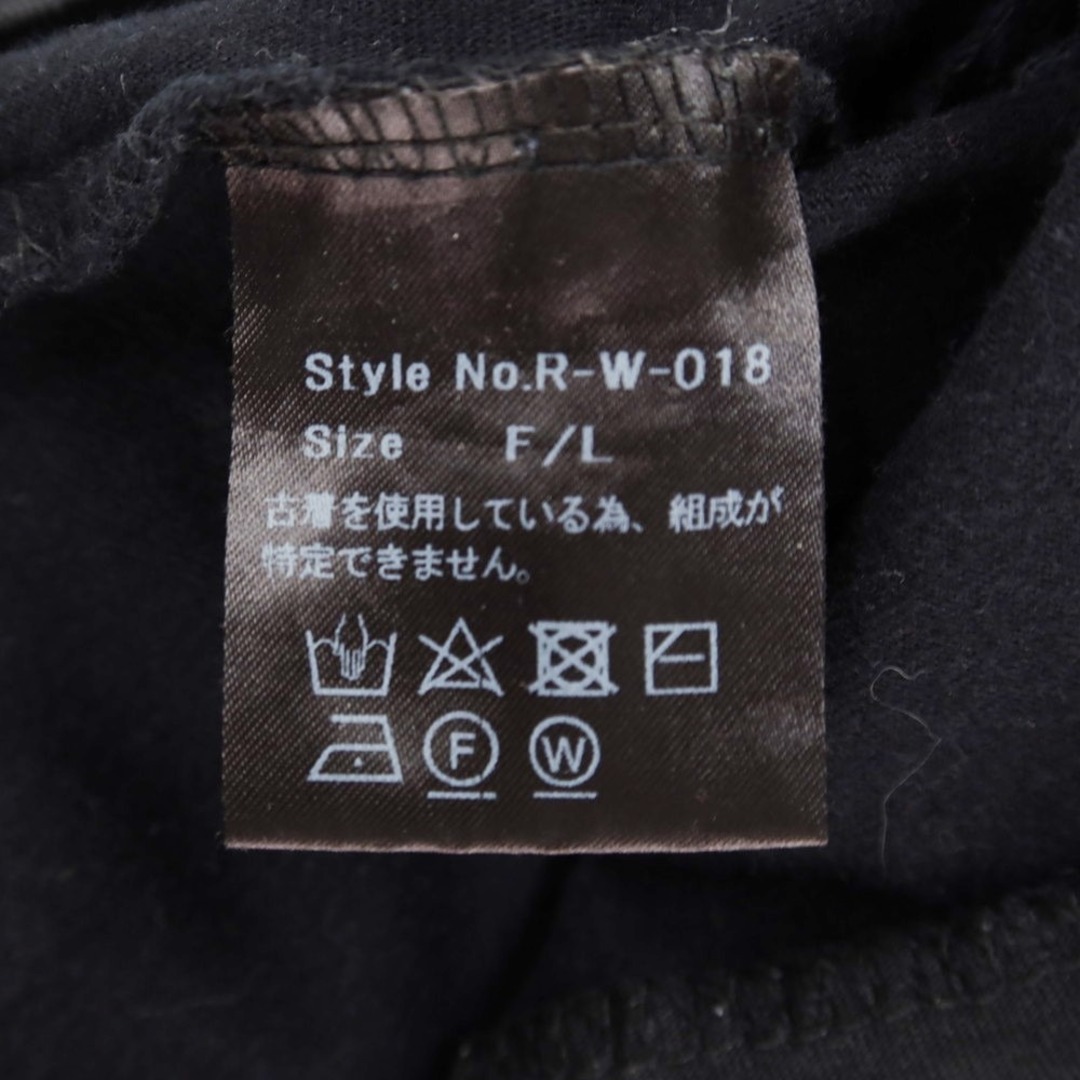 Style No.R-W-018
Size F/L
古着を使用している為、組成が
特定できません。
F W